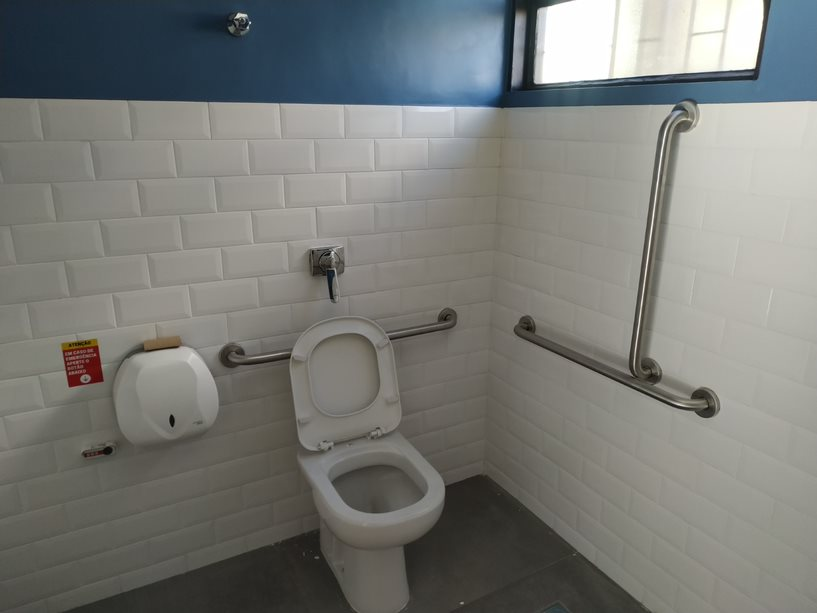 ATENÇÃO
EM CASO DE
EMERGÊNCIA
APERTE O
BOTÃO
ABAIXO